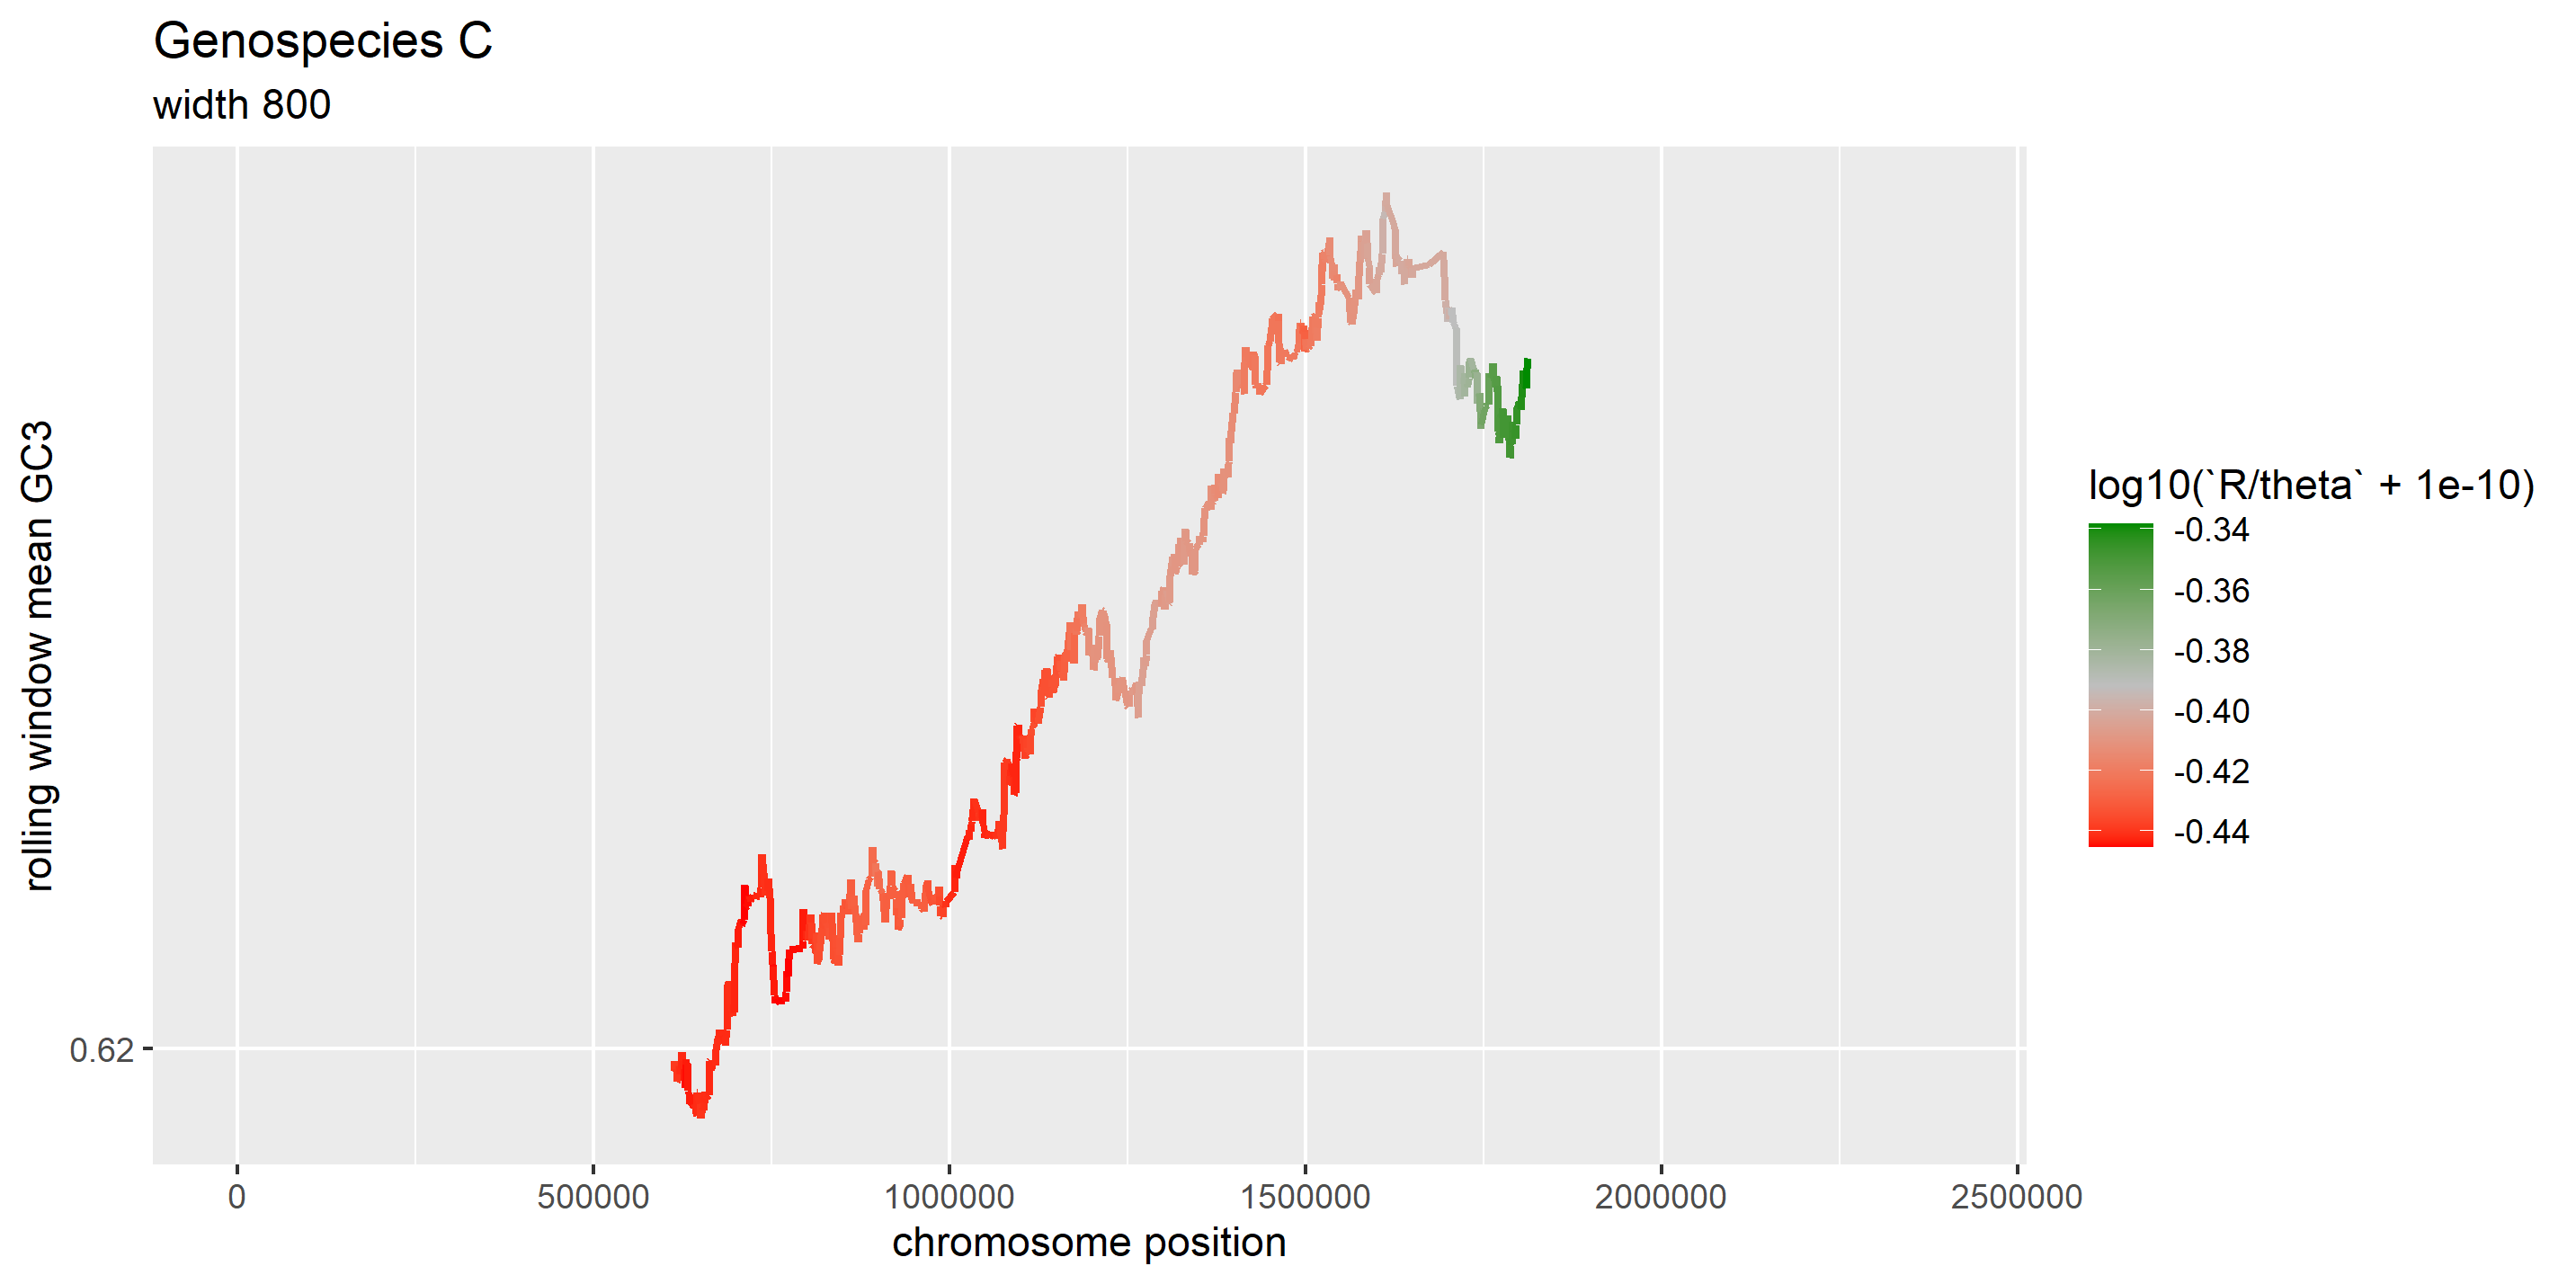 Genospecies C
width 800
rolling window mean GC3
0.62
0 500000 1000000 1500000 2000000 2500000
chromosome position
log10(`R/theta` + 1e-10)
-0.34
-0.36
-0.38
-0.40
-0.42
-0.44